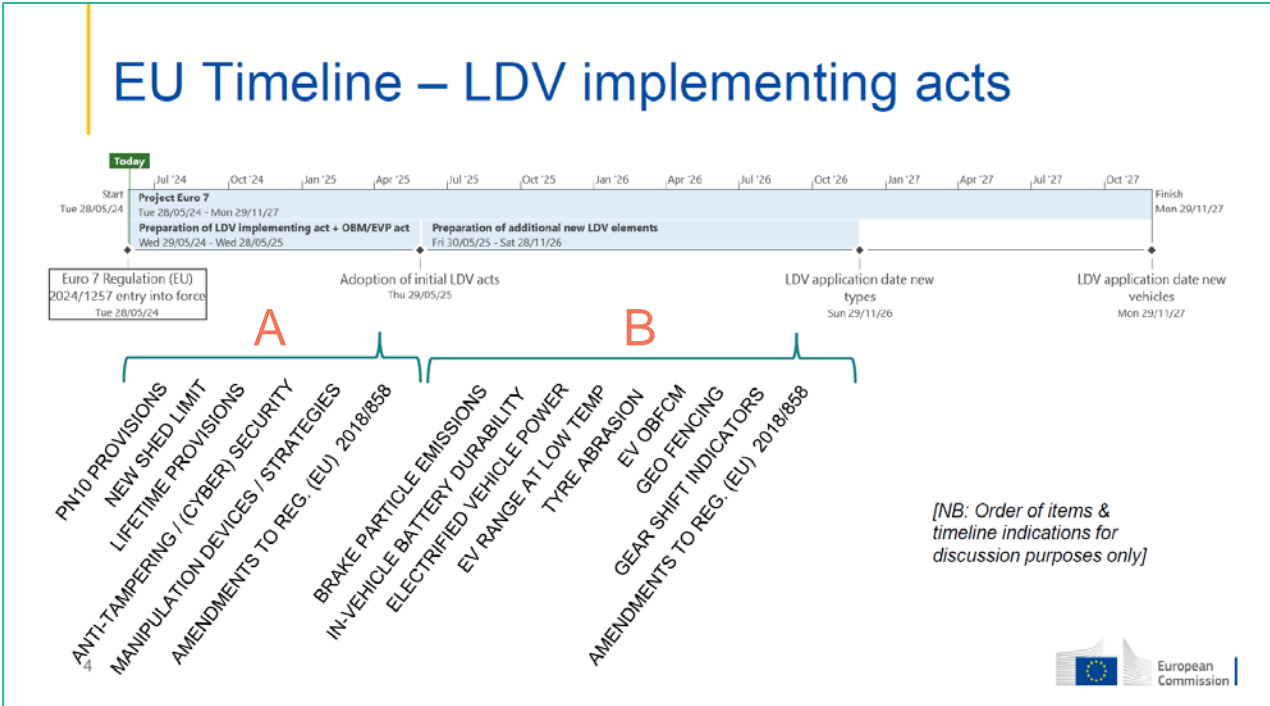 EU Timeline – LDV implementing acts
Today
Jul '24
Oct '24
Jan '25
Apr '25
Jul '25
Oct '25
Jan '26
Apr '26
Jul '26
Oct '26
Jan '27
Apr '27
Jul '27
Oct '27
Start
Tue 28/05/24
Project Euro 7
Tue 28/05/24 - Mon 29/11/27
Finish
Mon 29/11/27
Preparation of LDV implementing act + OBM/EVP act
Wed 29/05/24 - Wed 28/05/25
Preparation of additional new LDV elements
Fri 30/05/25 - Sat 28/11/26
Euro 7 Regulation (EU)
2024/1257 entry into force
Tue 28/05/24
Adoption of initial LDV acts
Thu 29/05/25
LDV application date new
types
Sun 29/11/26
LDV application date new
vehicles
Mon 29/11/27
A
B
PN10 PROVISIONS
NEW SHED LIMIT
LIFETIME PROVISIONS
ANTI-TAMPERING / (CYBER) SECURITY
MANIPULATION DEVICES / STRATEGIES
AMENDMENTS TO REG. (EU) 2018/858
BRAKE PARTICLE EMISSIONS
IN-VEHICLE BATTERY DURABILITY
ELECTRIFIED VEHICLE POWER
EV RANGE AT LOW TEMP
TYRE ABRASION
EV OBFCM
GEO FENCING
GEAR SHIFT INDICATORS
AMENDMENTS TO REG. (EU) 2018/858
[NB: Order of items &
timeline indications for
discussion purposes only]
4
European
Commission